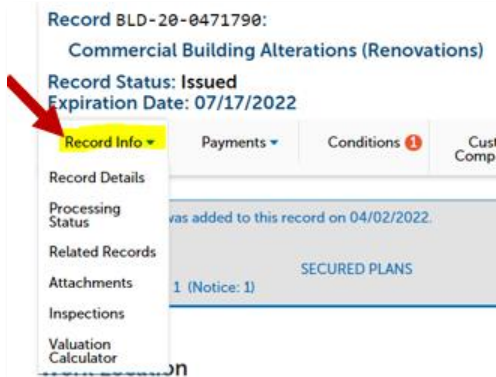 Record BLD-20-0471790:
Commercial Building Alterations (Renovations)
Record Status: Issued
Expiration Date: 07/17/2022
Record Info Payments Conditions 1
Record Details
Processing
Status
was added to this record on 04/02/2022.
Related Records
SECURED PLANS
Attachments
1 (Notice: 1)
Inspections
Valuation
Calculator